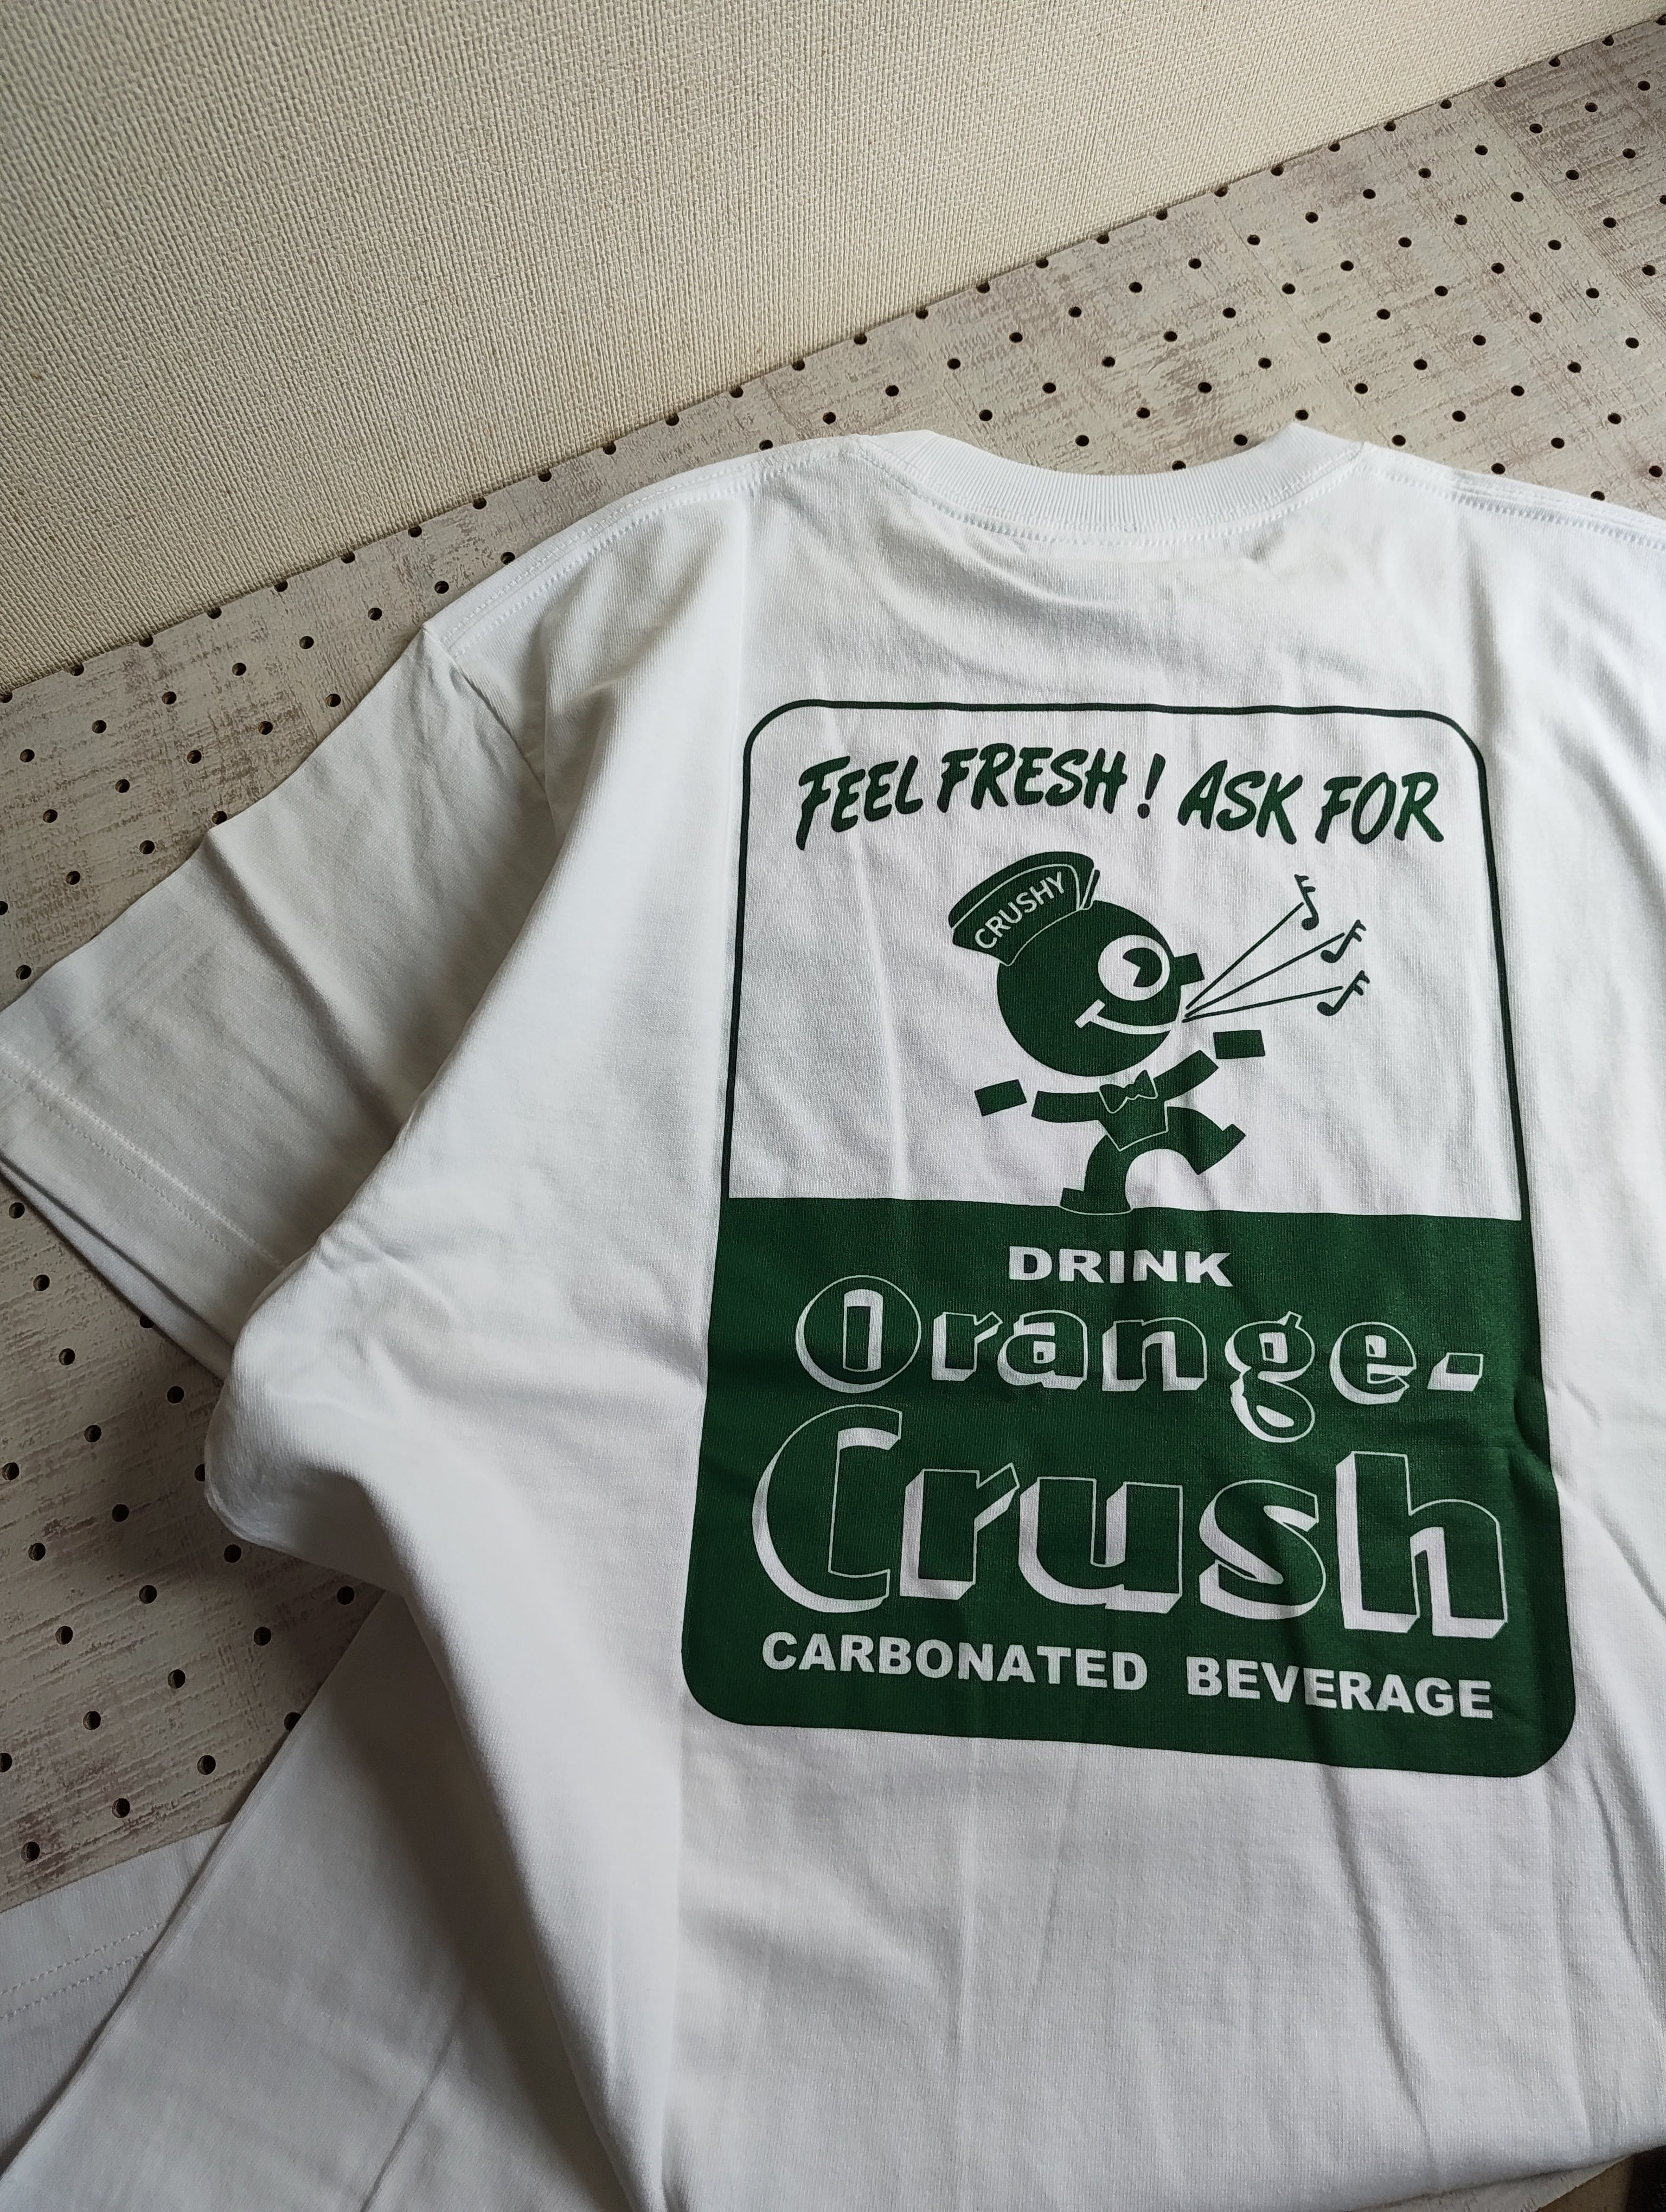 FEEL FRESH! ASK FOR
CRUSHY
DRINK
Orange-
Crush
CARBONATED BEVERAGE